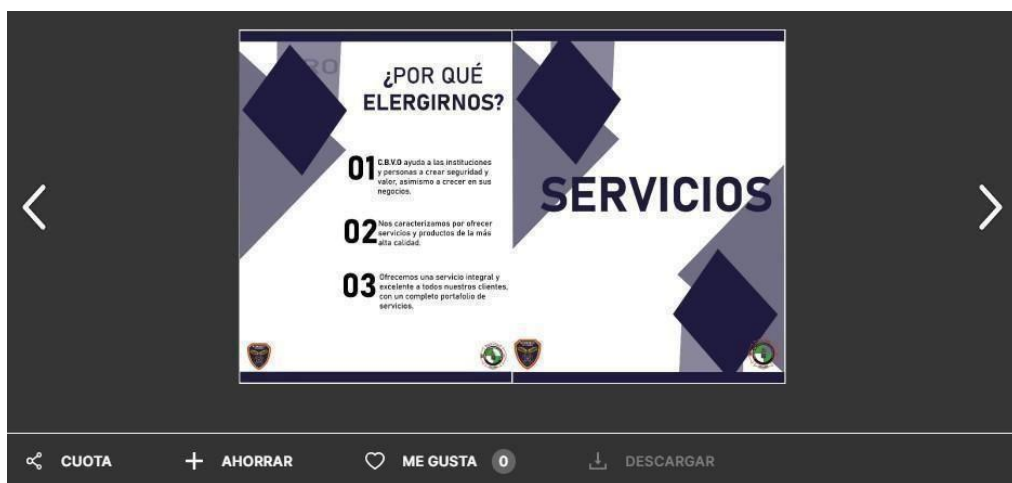 ¿POR QUÉ
ELERGIRNOS?
01
C.B.V.O ayuda a las instituciones
y personas a crear seguridad y
valor, asimismo a crecer en sus
negocios.
02
Nos caracterizamos por ofrecer
servicios y productos de la más
alta calidad.
03
Ofrecemos una servicio integral y
excelente a todos nuestros clientes,
con un completo portafolio de
servicios.
SERVICIOS
CUOTA
AHORRAR
ME GUSTA 0
DESCARGAR